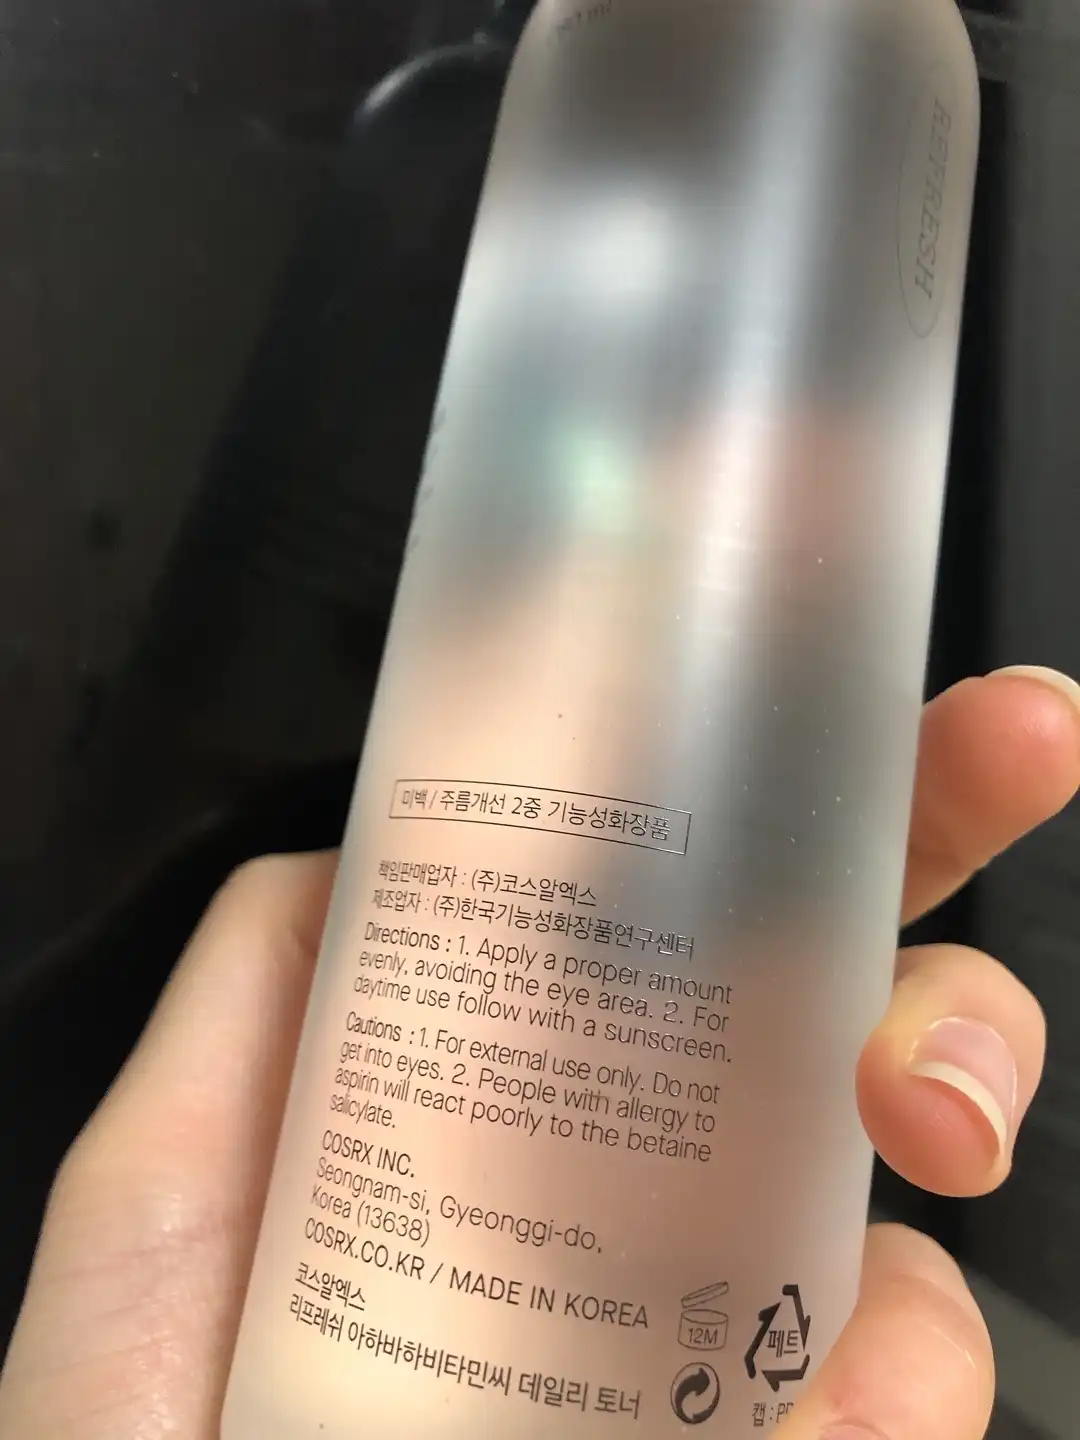 REFRESH
미백 / 주름개선 2중 기능성화장품
책임판매업자 : (주)코스알엑스
제조업자 : (주)한국기능성화장품연구센터
Directions : 1. Apply a proper amount
evenly, avoiding the eye area. 2. For
daytime use follow with a sunscreen.
Cautions : 1. For external use only. Do not
get into eyes. 2. People with allergy to
aspirin will react poorly to the betaine
salicylate.
COSRX INC.
Seongnam-si, Gyeonggi-do,
Korea (13638)
COSRX.CO.KR / MADE IN KOREA
코스알엑스
리프레쉬 아하바하비타민씨 데일리 토너
12M
페트
캡 :